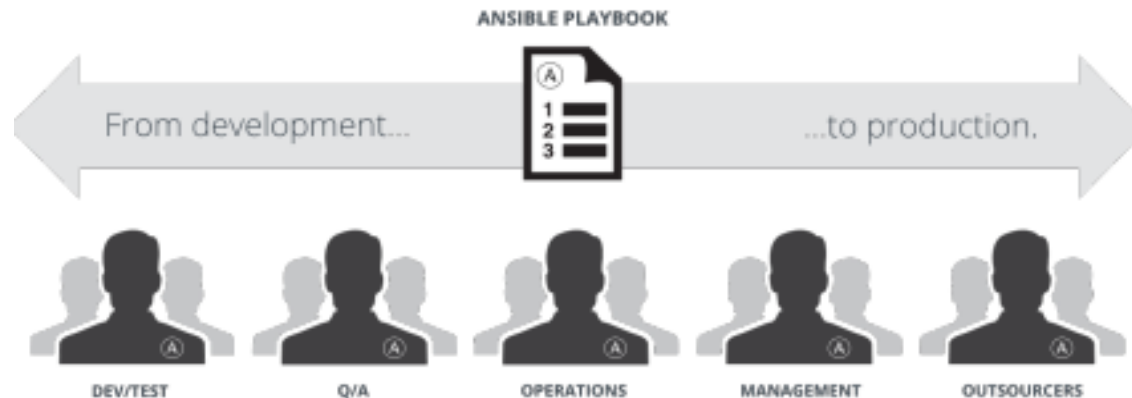 ANSIBLE PLAYBOOK
A
1
2
3
From development...
...to production.
A
A
A
A
A
DEV/TEST
Q/A
OPERATIONS
MANAGEMENT
OUTSOURCERS